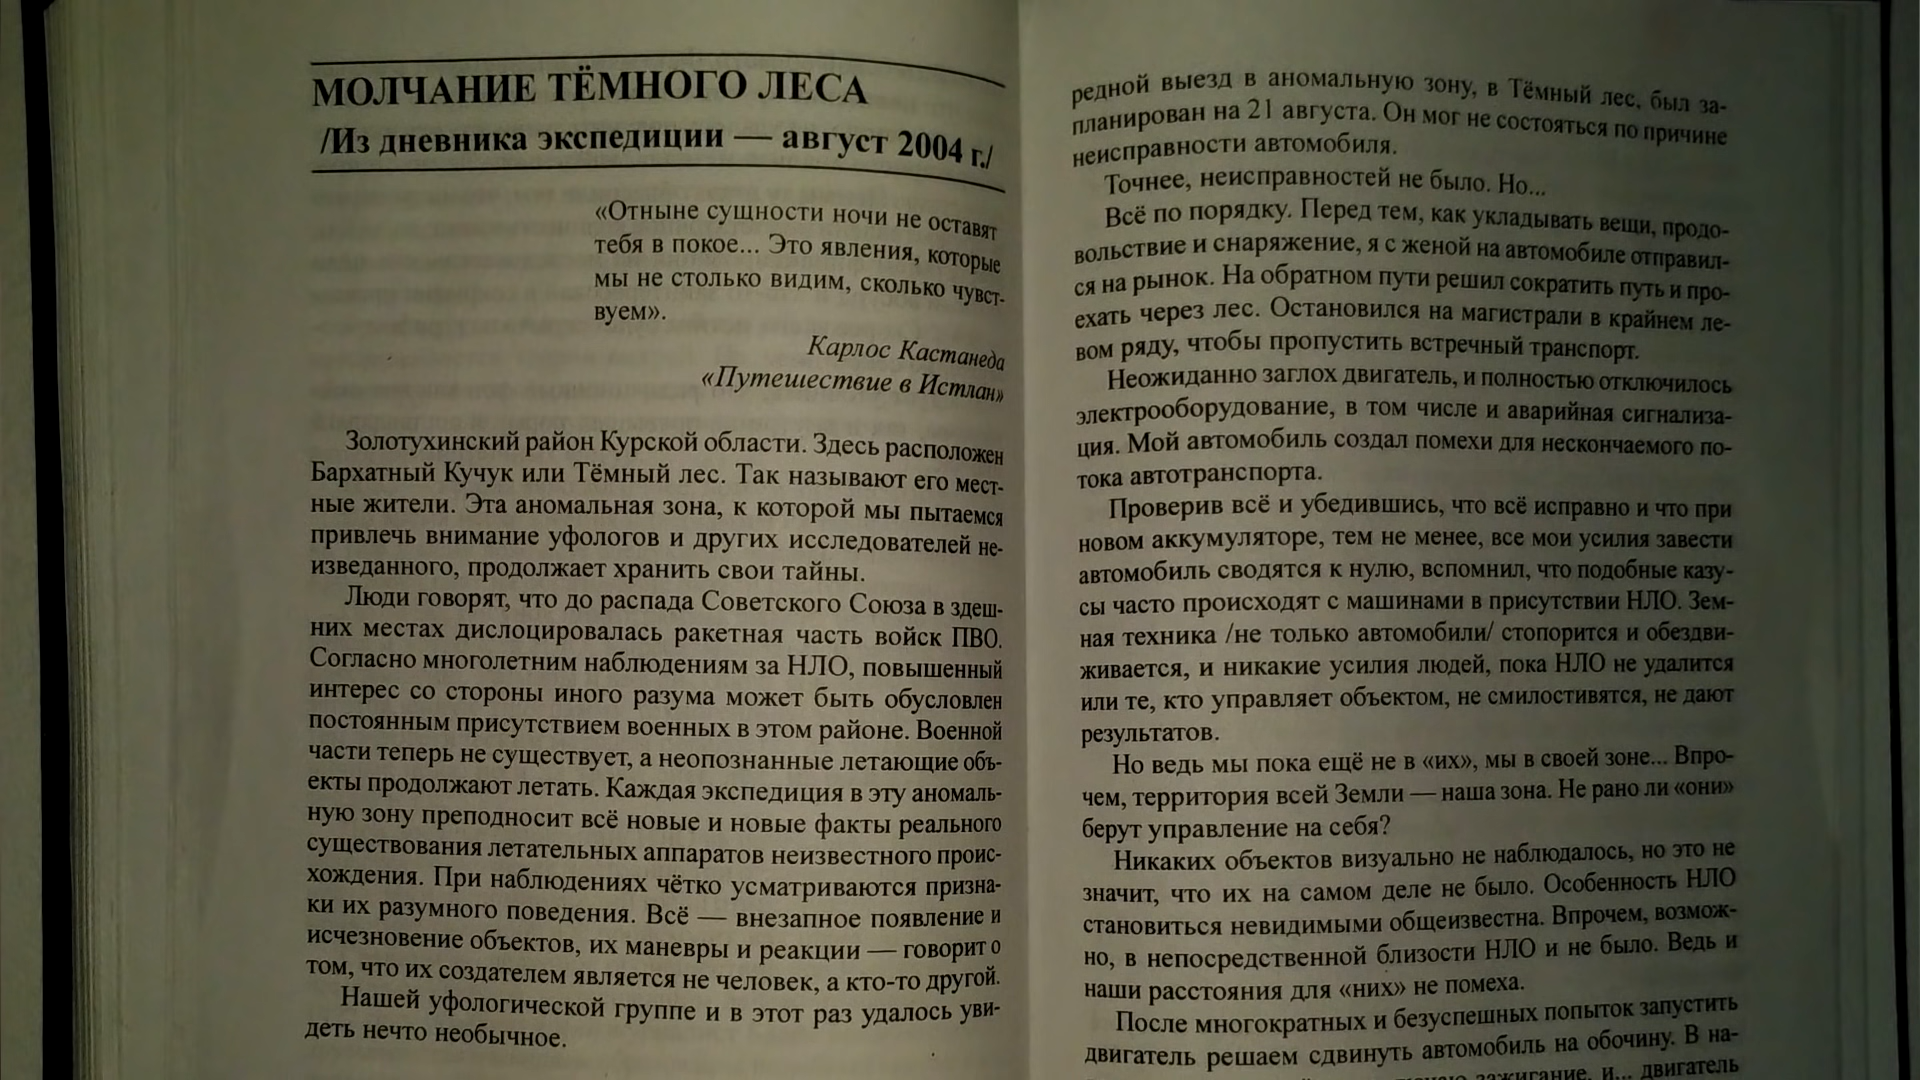 МОЛЧАНИЕ ТЁМНОГО ЛЕСА
/Из дневника экспедиции — август 2004 г./
«Отныне сущности ночи не оставят
тебя в покое... Это явления, которые
мы не столько видим, сколько чувст-
вуем».
Карлос Кастанеда
«Путешествие в Истлан»
Золотухинский район Курской области. Здесь расположен
Бархатный Кучук или Тёмный лес. Так называют его мест-
ные жители. Эта аномальная зона, к которой мы пытаемся
привлечь внимание уфологов и других исследователей не-
изведанного, продолжает хранить свои тайны.
Люди говорят, что до распада Советского Союза в здеш-
них местах дислоцировалась ракетная часть войск ПВО.
Согласно многолетним наблюдениям за НЛО, повышенный
интерес со стороны иного разума может быть обусловлен
постоянным присутствием военных в этом районе. Военной
части теперь не существует, а неопознанные летающие объ-
екты продолжают летать. Каждая экспедиция в эту аномаль-
ную зону преподносит всё новые и новые факты реального
существования летательных аппаратов неизвестного проис-
хождения. При наблюдениях чётко усматриваются призна-
ки их разумного поведения. Всё — внезапное появление и
исчезновение объектов, их маневры и реакции — говорит о
том, что их создателем является не человек, а кто-то другой.
Нашей уфологической группе и в этот раз удалось уви-
деть нечто необычное.
редной выезд в аномальную зону, в Тёмный лес, был за-
планирован на 21 августа. Он мог не состояться по причине
неисправности автомобиля.
Точнее, неисправностей не было. Но...
Всё по порядку. Перед тем, как укладывать вещи, продо-
вольствие и снаряжение, я с женой на автомобиле отправил-
ся на рынок. На обратном пути решил сократить путь и про-
ехать через лес. Остановился на магистрали в крайнем ле-
вом ряду, чтобы пропустить встречный транспорт.
Неожиданно заглох двигатель, и полностью отключилось
электрооборудование, в том числе и аварийная сигнализа-
ция. Мой автомобиль создал помехи для нескончаемого по-
тока автотранспорта.
Проверив всё и убедившись, что всё исправно и что при
новом аккумуляторе, тем не менее, все мои усилия завести
автомобиль сводятся к нулю, вспомнил, что подобные казу-
сы часто происходят с машинами в присутствии НЛО. Зем-
ная техника /не только автомобили/ стопорится и обездви-
живается, и никакие усилия людей, пока НЛО не удалится
или те, кто управляет объектом, не смилостивятся, не дают
результатов.
Но ведь мы пока ещё не в «их», мы в своей зоне... Впро-
чем, территория всей Земли — наша зона. Не рано ли «они»
берут управление на себя?
Никаких объектов визуально не наблюдалось, но это не
значит, что их на самом деле не было. Особенность НЛО
становиться невидимыми общеизвестна. Впрочем, возмож-
но, в непосредственной близости НЛО и не было. Ведь и
наши расстояния для «них» не помеха.
После многократных и безуспешных попыток запустить
двигатель решаем сдвинуть автомобиль на обочину. В на-
зажигание, и... двигатель